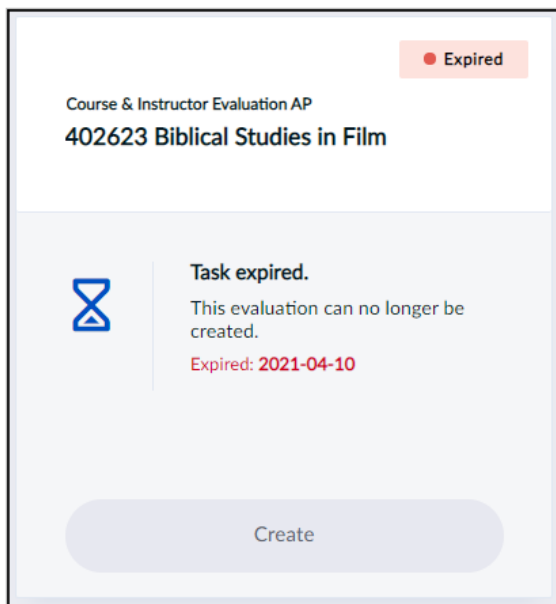 Expired
Course & Instructor Evaluation AP
402623 Biblical Studies in Film
Task expired.
This evaluation can no longer be
created.
Expired: 2021-04-10
Create